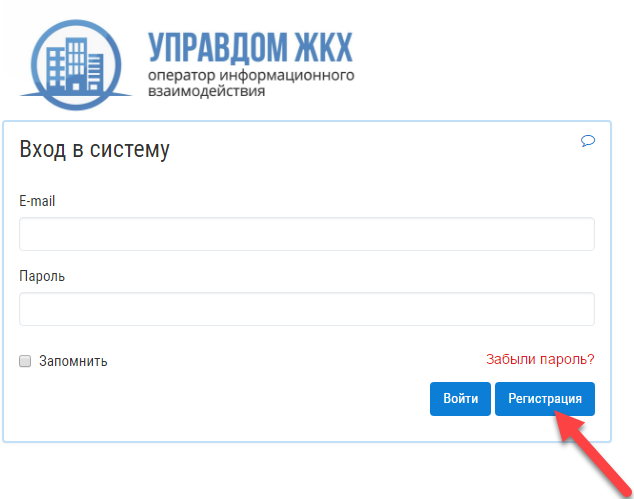 УПРАВДОМ ЖКХ
оператор информационного
взаимодействия
Вход в систему
E-mail
Пароль
Запомнить
Забыли пароль?
Войти
Регистрация